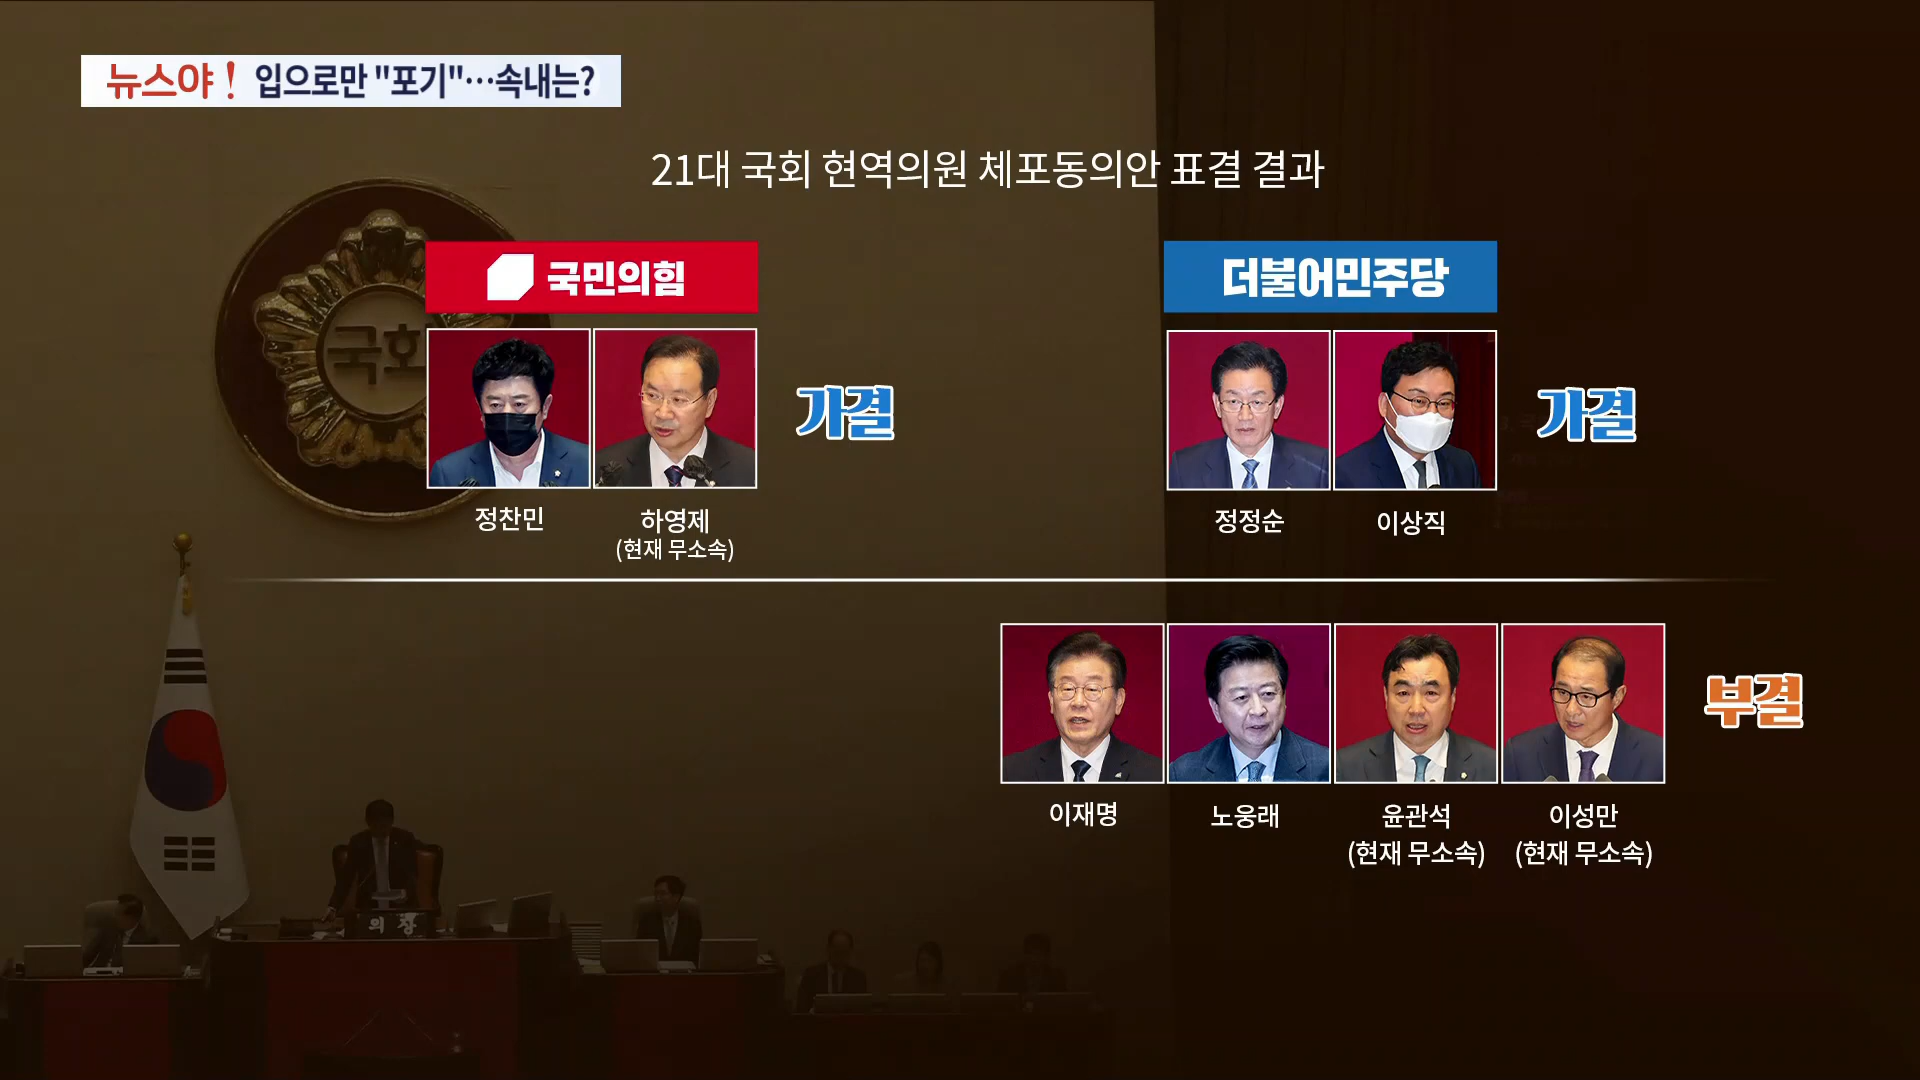 뉴스야! 입으로만 "포기"…속내는?
21대 국회 현역의원 체포동의안 표결 결과
국민의힘
더불어민주당
국회
가결
가결
정찬민
하영제
(현재 무소속)
정정순
이상직
부결
이재명
노웅래
윤관석
(현재 무소속)
이성만
(현재 무소속)
의 장